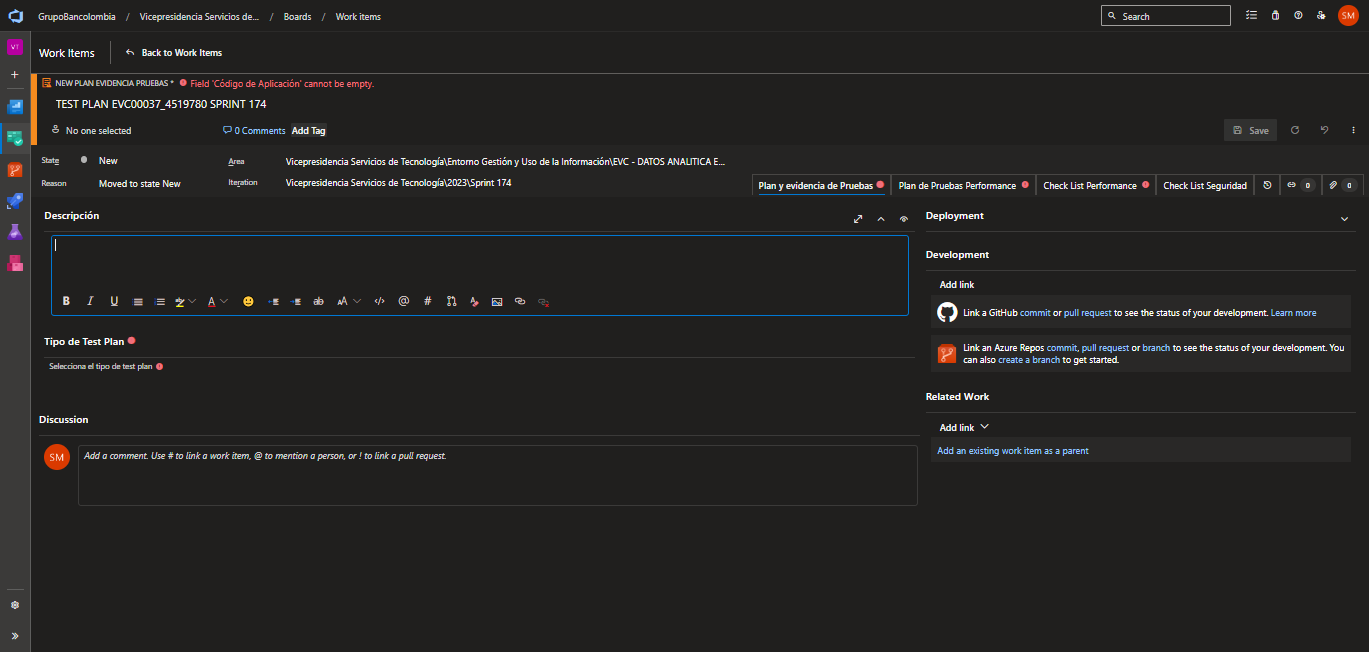 GrupoBancolombia / Vicepresidencia Servicios de... / Boards / Work items
Search
SM
VT
Work Items
Back to Work Items
NEW PLAN EVIDENCIA PRUEBAS * Field 'Código de Aplicación' cannot be empty.
TEST PLAN EVC00037_4519780 SPRINT 174
No one selected
0 Comments
Add Tag
Save
State
New
Area
Vicepresidencia Servicios de Tecnología\Entorno Gestión y Uso de la Información\EVC - DATOS ANALITICA E...
Reason
Moved to state New
Iteration
Vicepresidencia Servicios de Tecnología\2023\Sprint 174
Plan y evidencia de Pruebas
Plan de Pruebas Performance
Check List Performance
Check List Seguridad
0
0
Descripción
B I U A ab AA </> @ #
Tipo de Test Plan
Selecciona el tipo de test plan
Discussion
SM
Add a comment. Use # to link a work item, @ to mention a person, or ! to link a pull request.
Deployment
Development
Add link
Link a GitHub commit or pull request to see the status of your development. Learn more
Link an Azure Repos commit, pull request or branch to see the status of your development. You
can also create a branch to get started.
Related Work
Add link
Add an existing work item as a parent